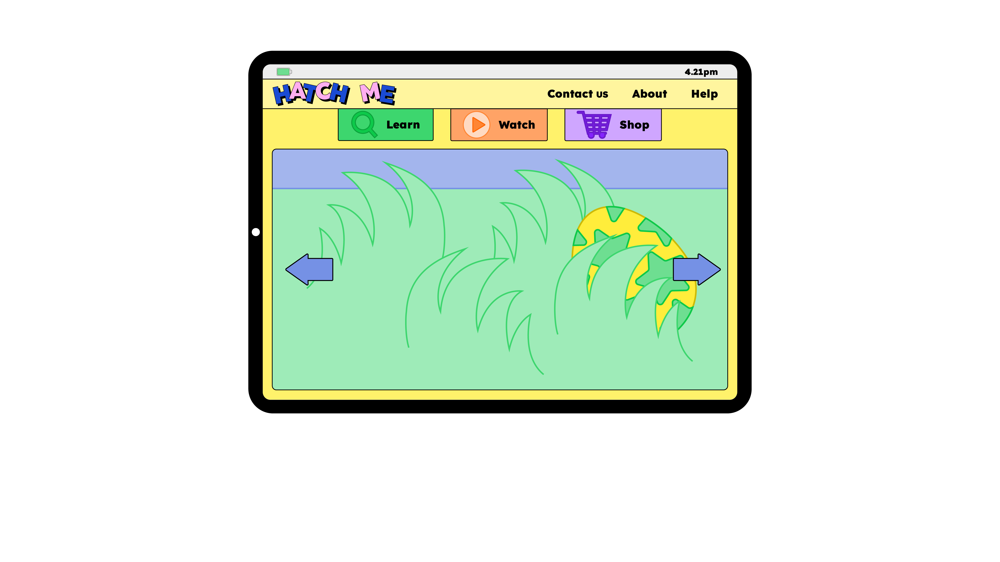 4.21pm
HATCH ME
Contact us About Help
Learn Watch Shop